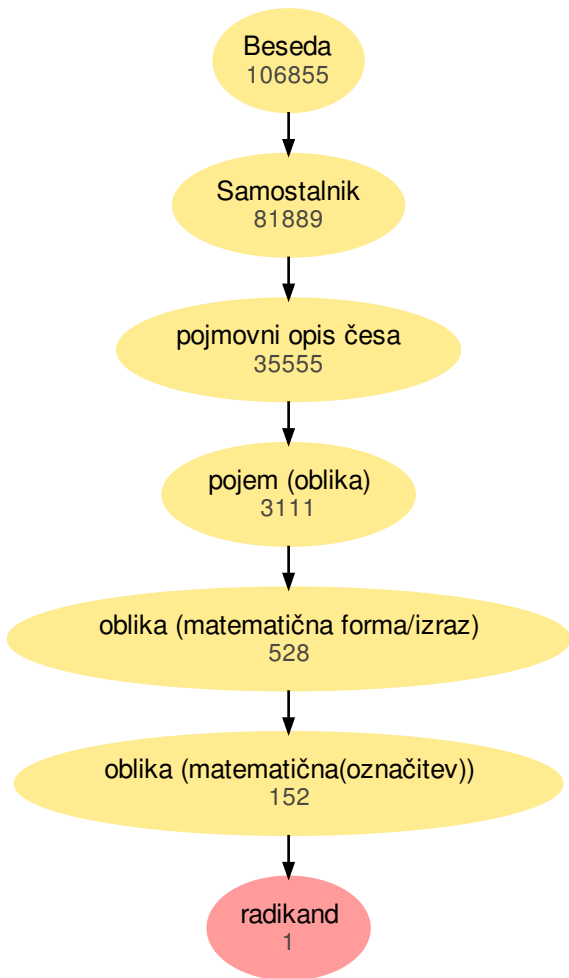 Beseda
106855
Samostalnik
81889
pojmovni opis česa
35555
pojem (oblika)
3111
oblika (matematična forma/izraz)
528
oblika (matematična(označitev))
152
radikand
1